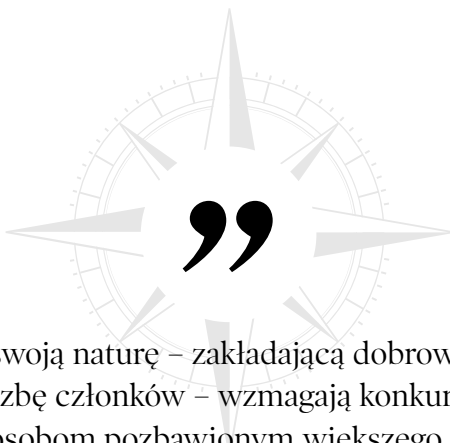 ”
swoją naturę – zakładającą dobrow
zbę członków – wzmagają konkur
osobom pozbawionym większego